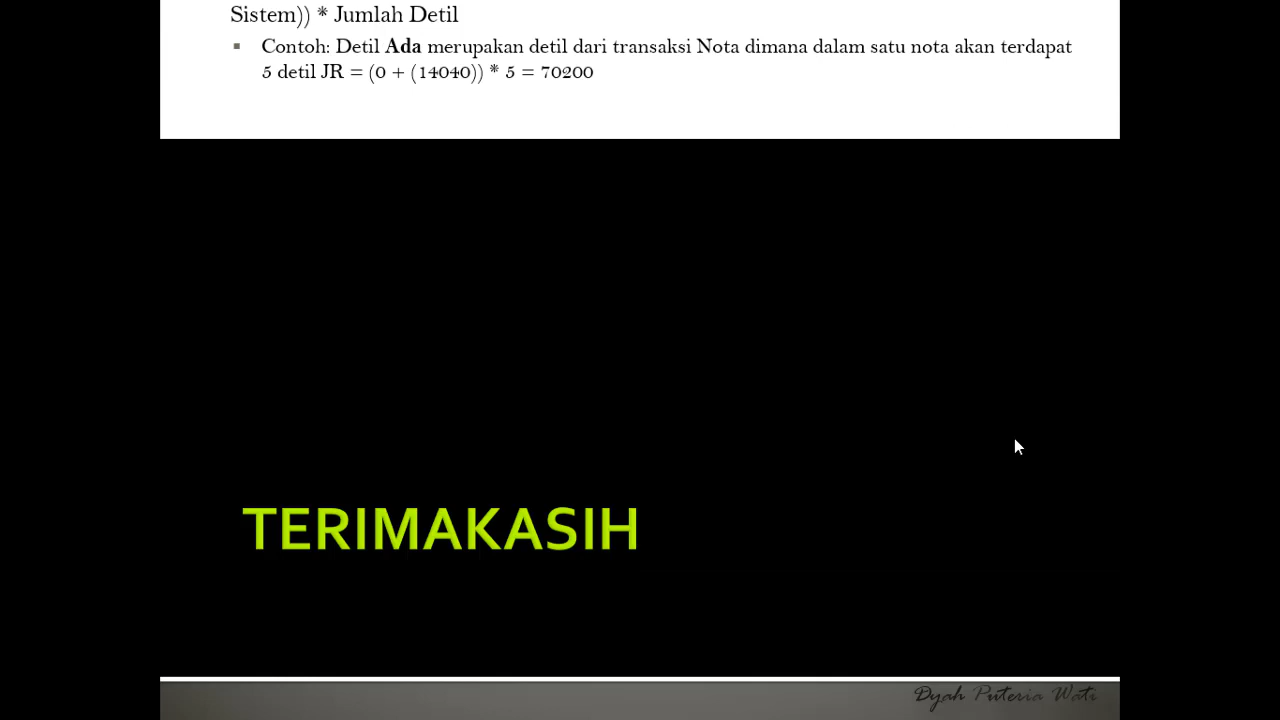 Sistem)) * Jumlah Detil
▪ Contoh: Detil Ada merupakan detil dari transaksi Nota dimana dalam satu nota akan terdapat
5 detil JR = (0 + (14040)) * 5 = 70200
TERIMAKASIH
Dyah Puteria Wati